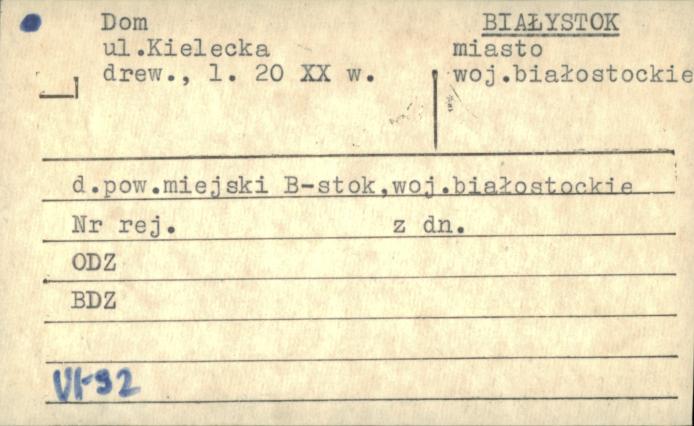 Dom
ul.Kielecka
drew., l. 20 XX w.
BIAŁYSTOK
miasto
woj.białostockie
d.pow.miejski B-stok,woj.białostockie
Nr rej. z dn.
ODZ
BDZ
VI-92